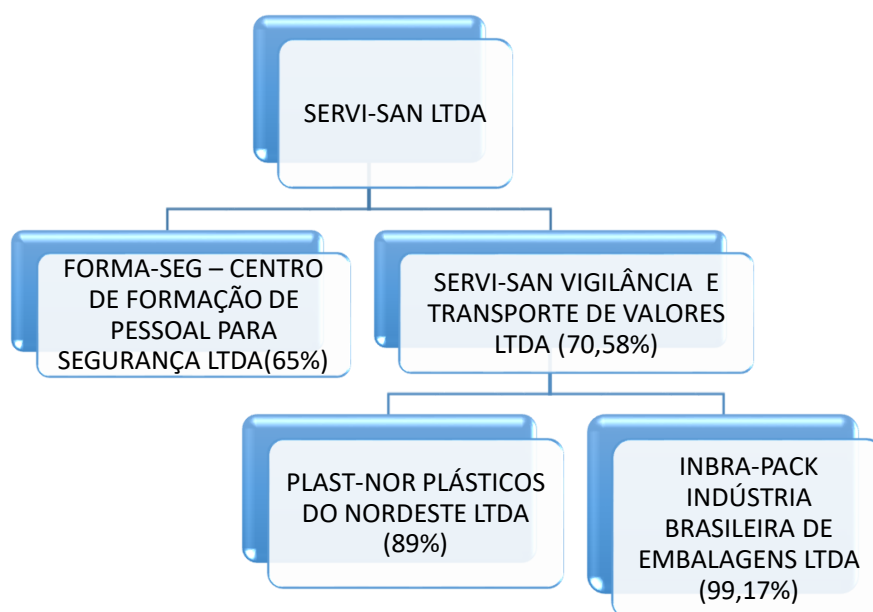 SERVI-SAN LTDA
FORMA-SEG – CENTRO
DE FORMAÇÃO DE
PESSOAL PARA
SEGURANÇA LTDA(65%)
SERVI-SAN VIGILÂNCIA E
TRANSPORTE DE VALORES
LTDA (70,58%)
PLAST-NOR PLÁSTICOS
DO NORDESTE LTDA
(89%)
INBRA-PACK
INDÚSTRIA
BRASILEIRA DE
EMBALAGENS LTDA
(99,17%)